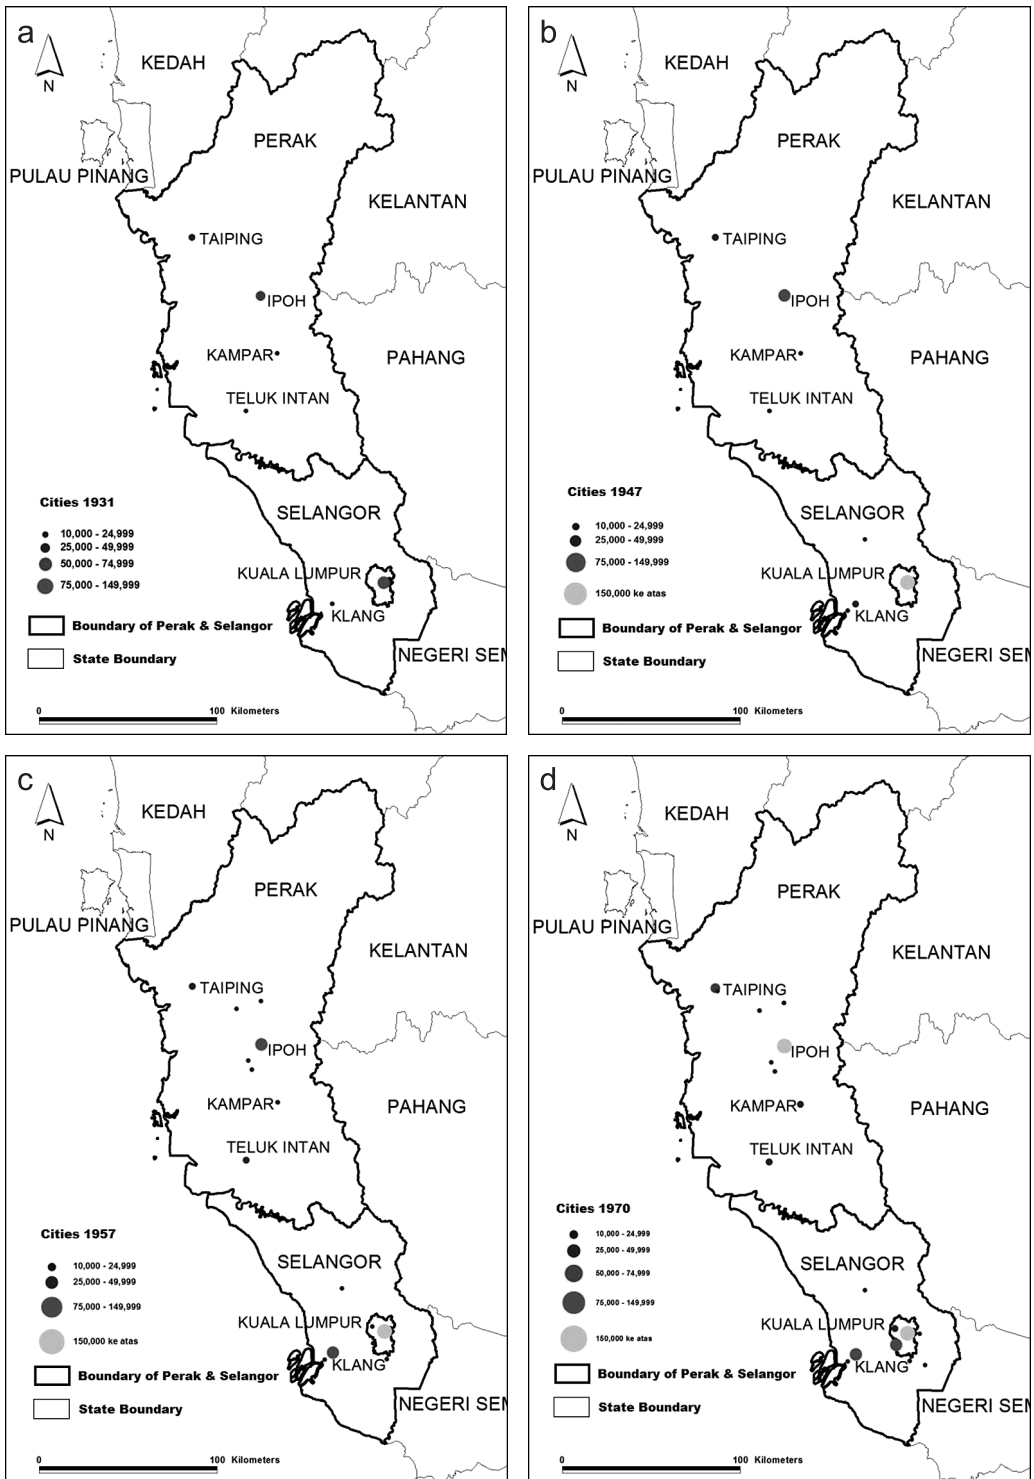 a
N
KEDAH
PERAK
PULAU PINANG
KELANTAN
TAIPING
IPOH
KAMPAR
PAHANG
TELUK INTAN
Cities 1931
SELANGOR
10,000 - 24,999
25,000 - 49,999
50,000 - 74,999
75,000 - 149,999
KUALA LUMPUR
KLANG
Boundary of Perak & Selangor
State Boundary
NEGERI SEM
0 100 Kilometers
b
N
KEDAH
PERAK
PULAU PINANG
KELANTAN
TAIPING
IPOH
KAMPAR
PAHANG
TELUK INTAN
Cities 1947
SELANGOR
10,000 - 24,999
25,000 - 49,999
75,000 - 149,999
150,000 ke atas
KUALA LUMPUR
KLANG
Boundary of Perak & Selangor
State Boundary
NEGERI SEM
0 100 Kilometers
c
N
KEDAH
PERAK
PULAU PINANG
KELANTAN
TAIPING
IPOH
KAMPAR
PAHANG
TELUK INTAN
Cities 1957
SELANGOR
10,000 - 24,999
25,000 - 49,999
75,000 - 149,999
150,000 ke atas
KUALA LUMPUR
KLANG
Boundary of Perak & Selangor
State Boundary
NEGERI SEM
0 100 Kilometers
d
N
KEDAH
PERAK
PULAU PINANG
KELANTAN
TAIPING
IPOH
KAMPAR
PAHANG
TELUK INTAN
Cities 1970
SELANGOR
10,000 - 24,999
25,000 - 49,999
50,000 - 74,999
75,000 - 149,999
150,000 ke atas
KUALA LUMPUR
KLANG
Boundary of Perak & Selangor
State Boundary
NEGERI SEM
0 100 Kilometers